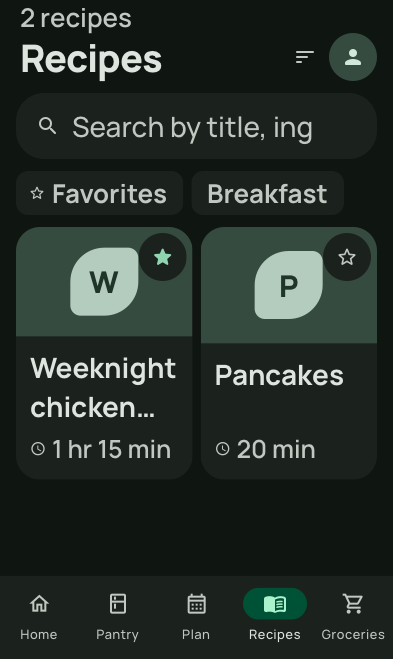 2 recipes
Recipes
Search by title, ing
Favorites Breakfast
W P
Weeknight
chicken…
Pancakes
1 hr 15 min 20 min
Home Pantry Plan Recipes Groceries